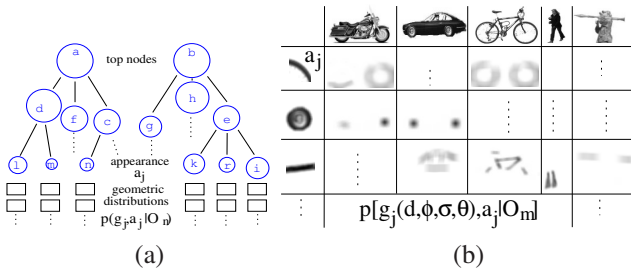 a
top nodes
b
d
f
c
h
g
e
l
m
n
appearance
a_j
k
r
i
geometric
distributions
p(g_j,a_j|O_n)
(a)
a_j
p[g_j(d,ϕ,σ,θ),a_j|O_m]
(b)